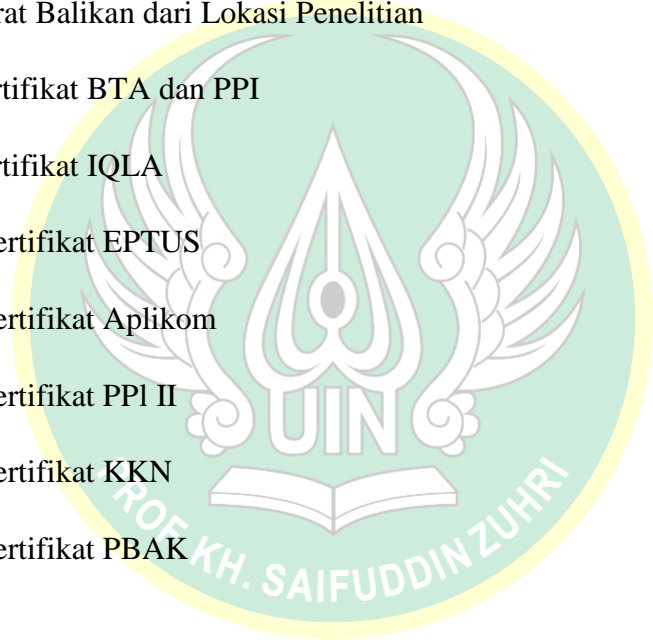 rat Balikan dari Lokasi Penelitian
rtifikat BTA dan PPI
rtifikat IQLA
ertifikat EPTUS
ertifikat Aplikom
ertifikat PPl II
ertifikat KKN
ertifikat PBAK
UIN
PROF. KH. SAIFUDDIN ZUHRI